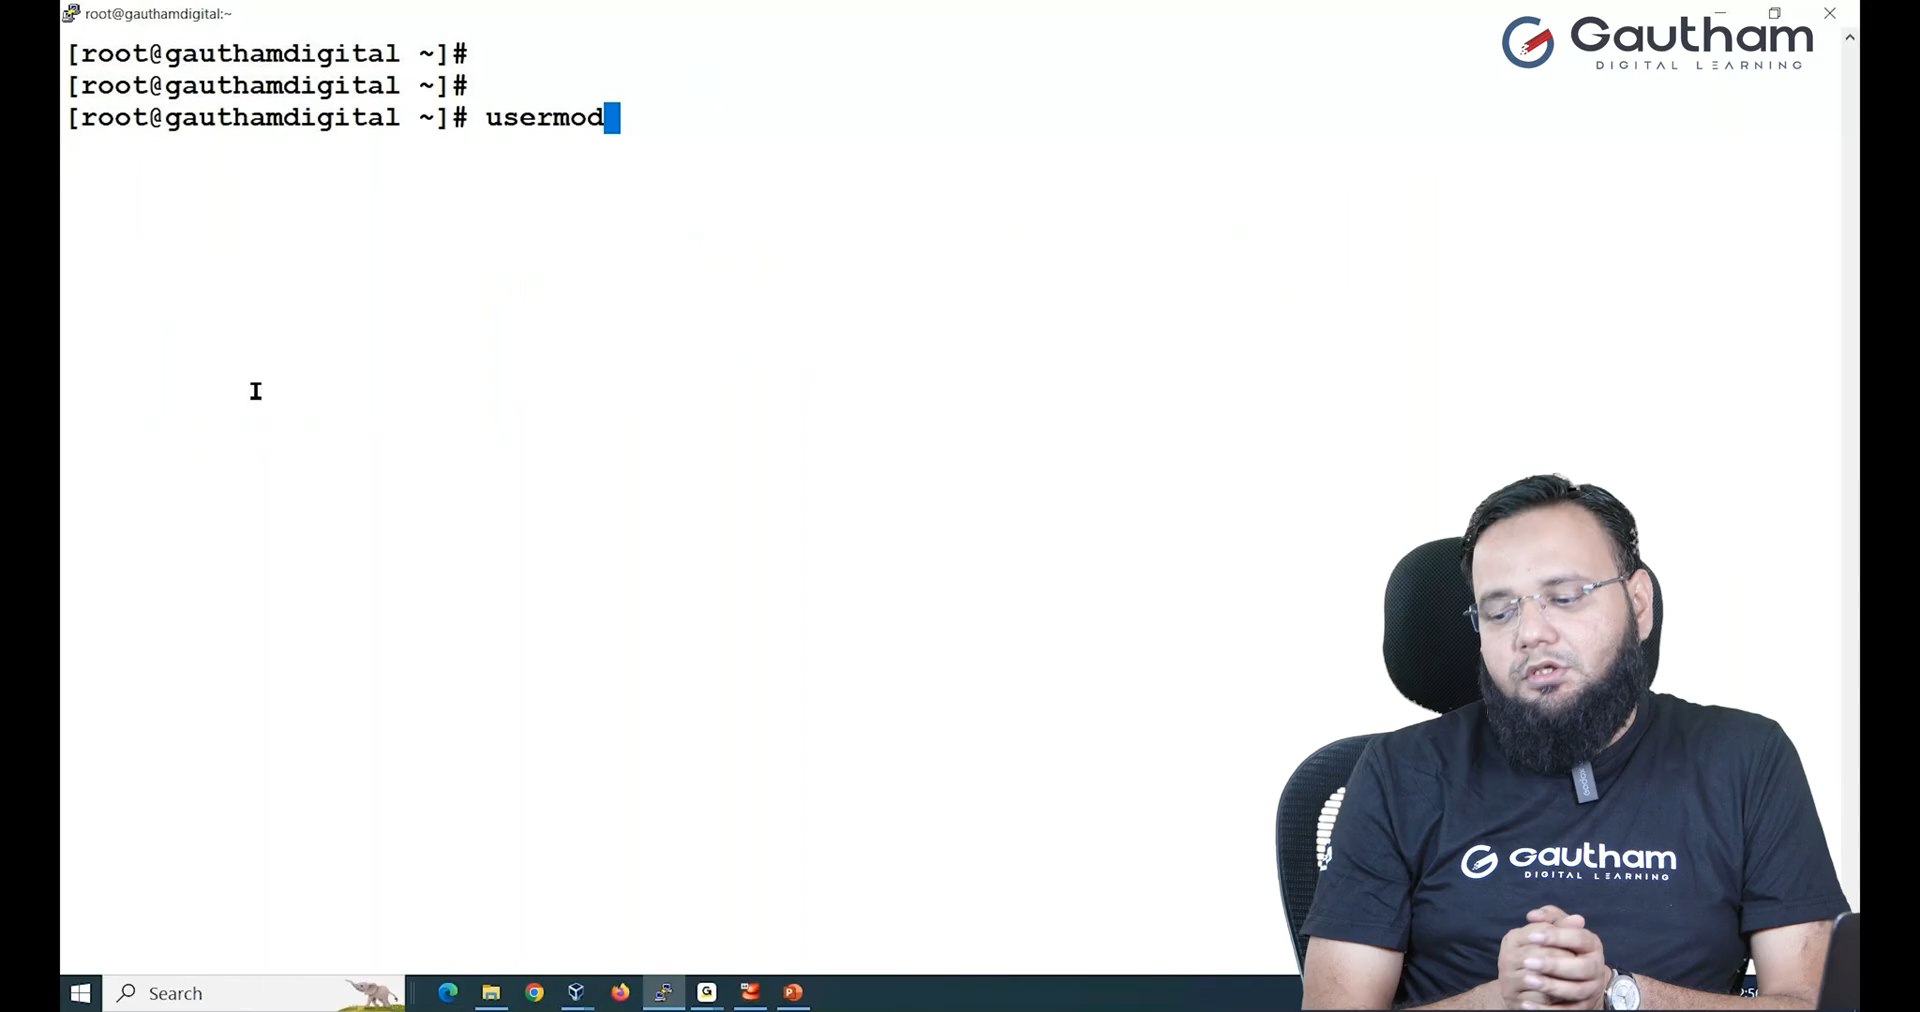 root@gauthamdigital:~
Gautham
DIGITAL LEARNING
[root@gauthamdigital ~]#
[root@gauthamdigital ~]#
[root@gauthamdigital ~]# usermod
Gautham
DIGITAL LEARNING
Search